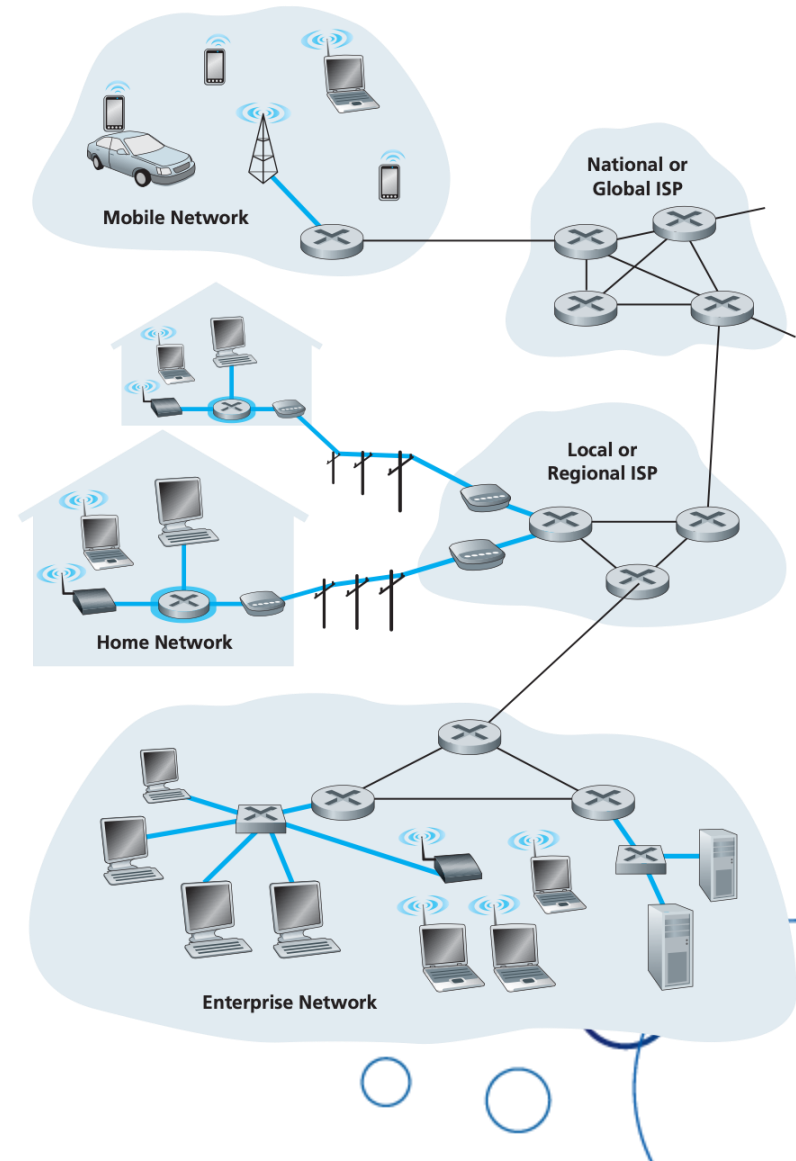 Mobile Network
National or
Global ISP
Local or
Regional ISP
Home Network
Enterprise Network